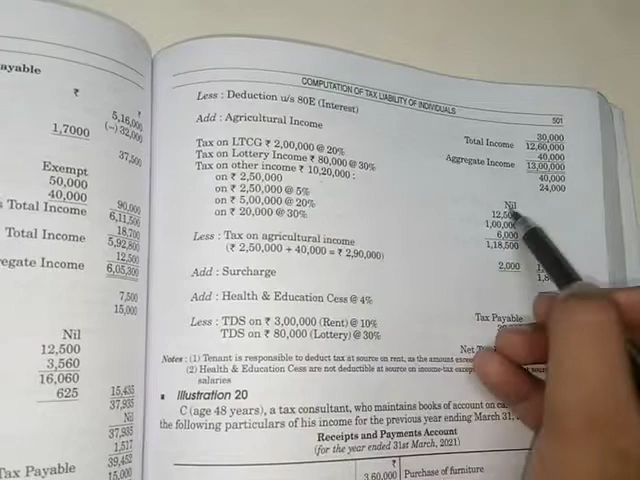 ayable
₹
₹
5,16,000
(–) 32,000
1,7000
37,500
Exempt
50,000
40,000
90,000
s Total Income
6,11,500
18,700
Total Income
5,92,800
12,500
regate Income
6,05,300
7,500
15,000
Nil
12,500
3,560
16,060
625
15,435
37,935
Nil
37,935
1,517
39,452
Tax Payable
15,000
COMPUTATION OF TAX LIABILITY OF INDIVIDUALS
501
Less : Deduction u/s 80E (Interest)
30,000
Total Income
12,60,000
Add : Agricultural Income
40,000
Aggregate Income
13,00,000
Tax on LTCG ₹ 2,00,000 @ 20%
40,000
Tax on Lottery Income ₹ 80,000 @ 30%
24,000
Tax on other income ₹ 10,20,000 :
on ₹ 2,50,000
Nil
on ₹ 2,50,000 @ 5%
12,500
on ₹ 5,00,000 @ 20%
1,00,000
on ₹ 20,000 @ 30%
6,000
1,18,500
Less : Tax on agricultural income
(₹ 2,50,000 + 40,000 = ₹ 2,90,000)
2,000
Add : Surcharge
Add : Health & Education Cess @ 4%
Tax Payable
Less : TDS on ₹ 3,00,000 (Rent) @ 10%
TDS on ₹ 80,000 (Lottery) @ 30%
Notes : (1) Tenant is responsible to deduct tax at source on rent, as the amount
(2) Health & Education Cess are not deductible at source on income-tax
salaries
Illustration 20
C (age 48 years), a tax consultant, who maintains books of account on
the following particulars of his income for the previous year ending March 31,
Receipts and Payments Account
(for the year ended 31st March, 2021)
₹
3,60,000 Purchase of furniture